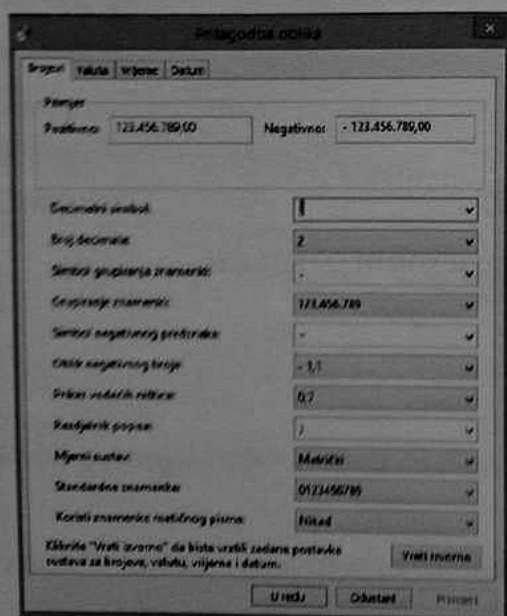 Prilagodba oblika
Brojevi Valuta Vrijeme Datum
Primjer
Pozitivno: 123.456.789,00 Negativno: - 123.456.789,00
Decimalni simbol:
Broj decimala: 2
Simbol grupiranja znamenki: .
Grupiranje znamenki: 123.456.789
Simbol negativnog predznaka: -
Oblik negativnog broja: - 1,1
Prikaz vodećih ništica: 0,7
Razdjelnik popisa: ;
Mjerni sustav: Metrički
Standardne znamenke: 0123456789
Koristi znamenke matičnog pisma: Nikad
Kliknite "Vrati izvorno" da biste vratili zadane postavke
sustava za brojeve, valutu, vrijeme i datum. Vrati izvorno
U redu Odustani Primijeni